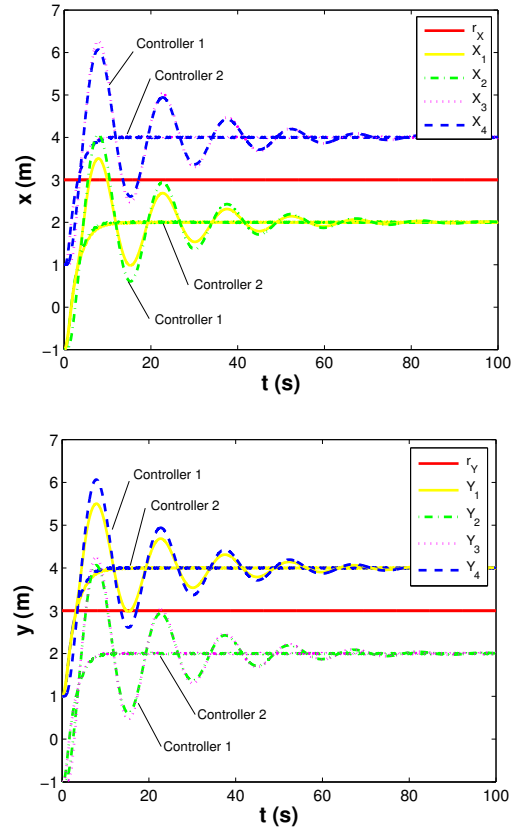 7
6
5
4
3
2
1
0
−1
x (m)
Controller 1
Controller 2
Controller 2
Controller 1
r_X
X_1
X_2
X_3
X_4
0 20 40 60 80 100
t (s)
7
6
5
4
3
2
1
0
−1
y (m)
Controller 1
Controller 2
Controller 2
Controller 1
r_Y
Y_1
Y_2
Y_3
Y_4
0 20 40 60 80 100
t (s)